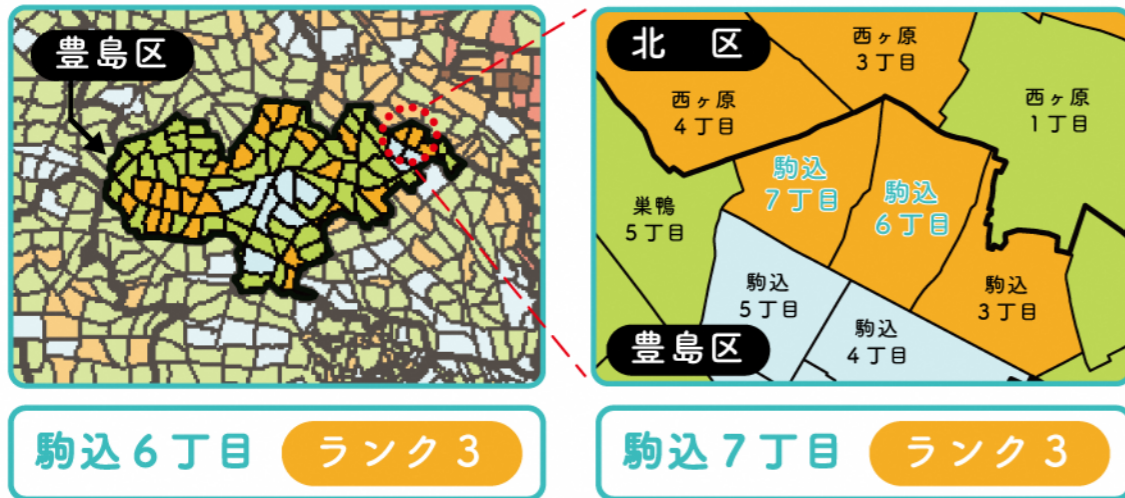 豊島区
北　区
西ヶ原
3丁目
西ヶ原
4丁目
西ヶ原
1丁目
駒込
7丁目
駒込
6丁目
巣鴨
5丁目
駒込
5丁目
駒込
3丁目
駒込
4丁目
豊島区
駒込6丁目 ランク3
駒込7丁目 ランク3